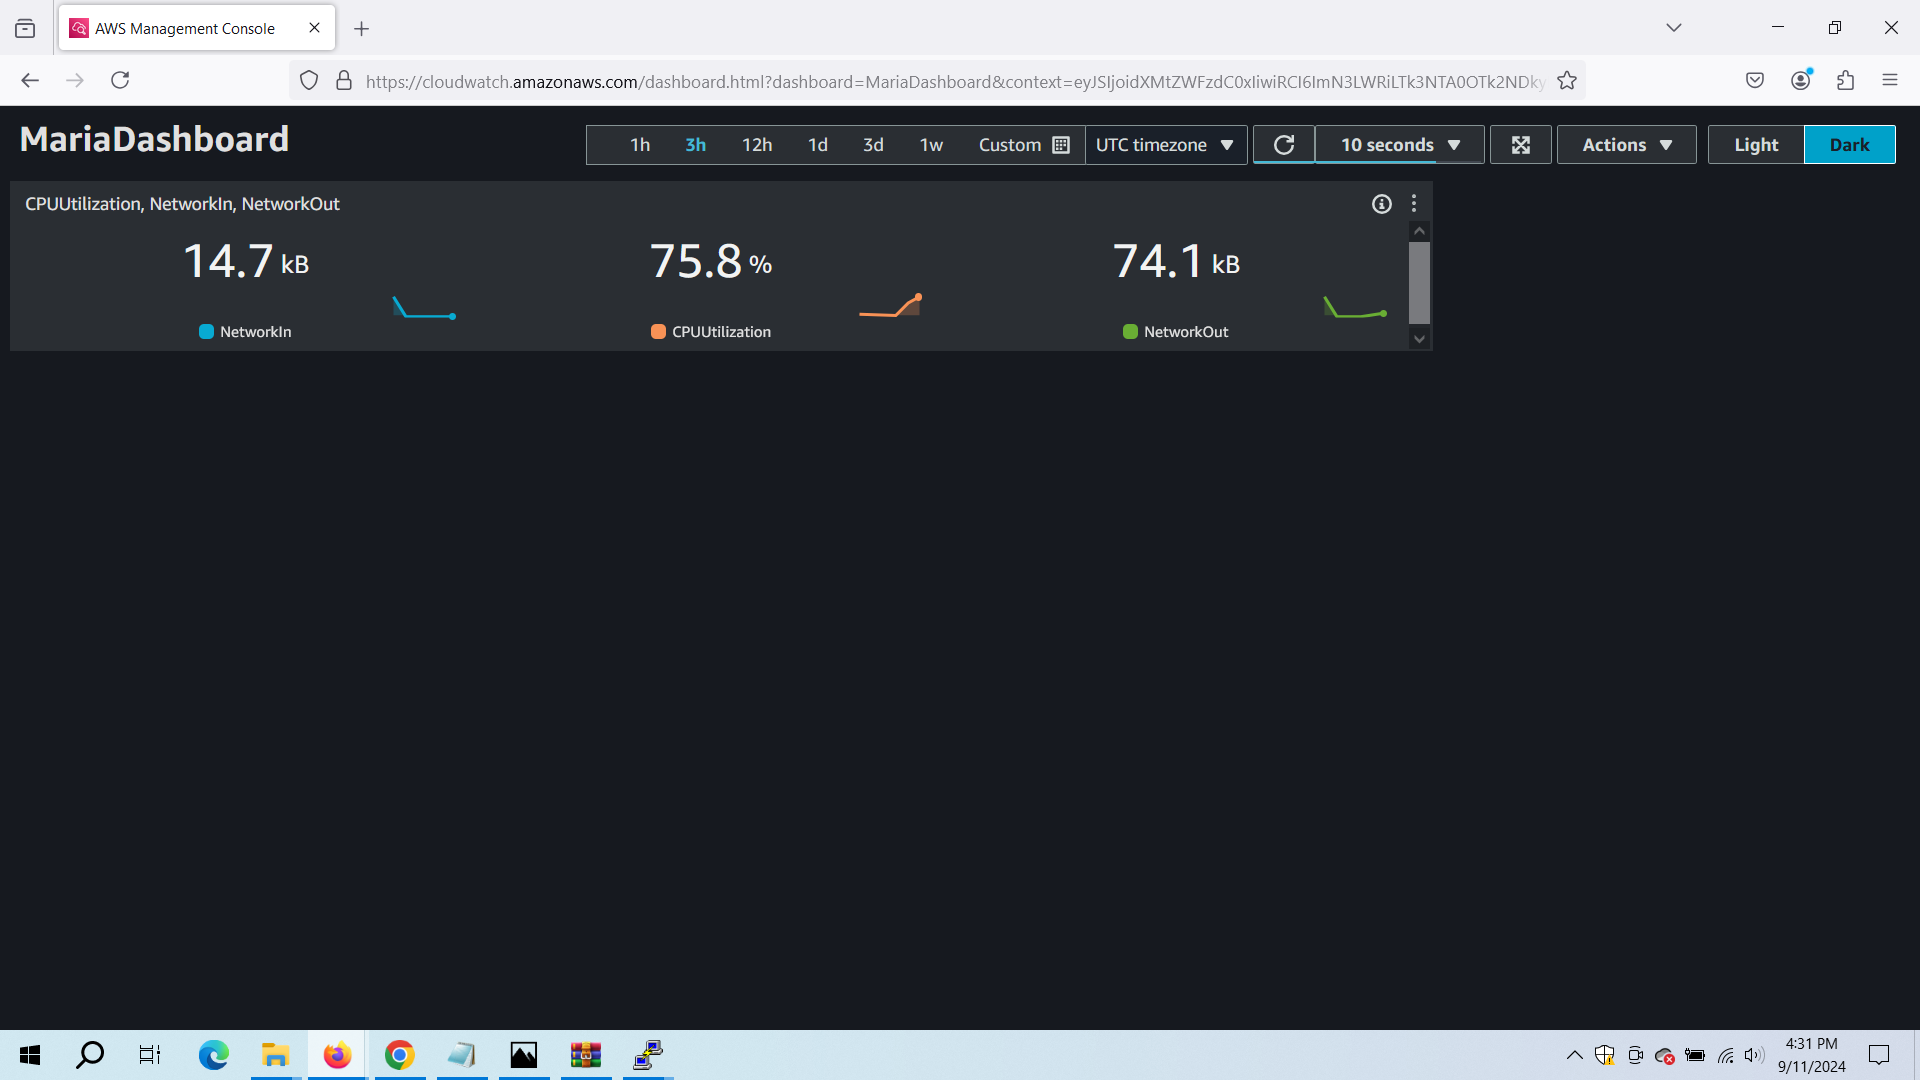 AWS Management Console
https://cloudwatch.amazonaws.com/dashboard.html?dashboard=MariaDashboard&context=eyJSIjoidXMtZWFzdC0xIiwiRCI6ImN3LWRiLTk3NTA0OTk2NDky
MariaDashboard
1h 3h 12h 1d 3d 1w Custom UTC timezone 10 seconds Actions Light Dark
CPUUtilization, NetworkIn, NetworkOut
14.7 kB 75.8 % 74.1 kB
NetworkIn CPUUtilization NetworkOut
4:31 PM
9/11/2024